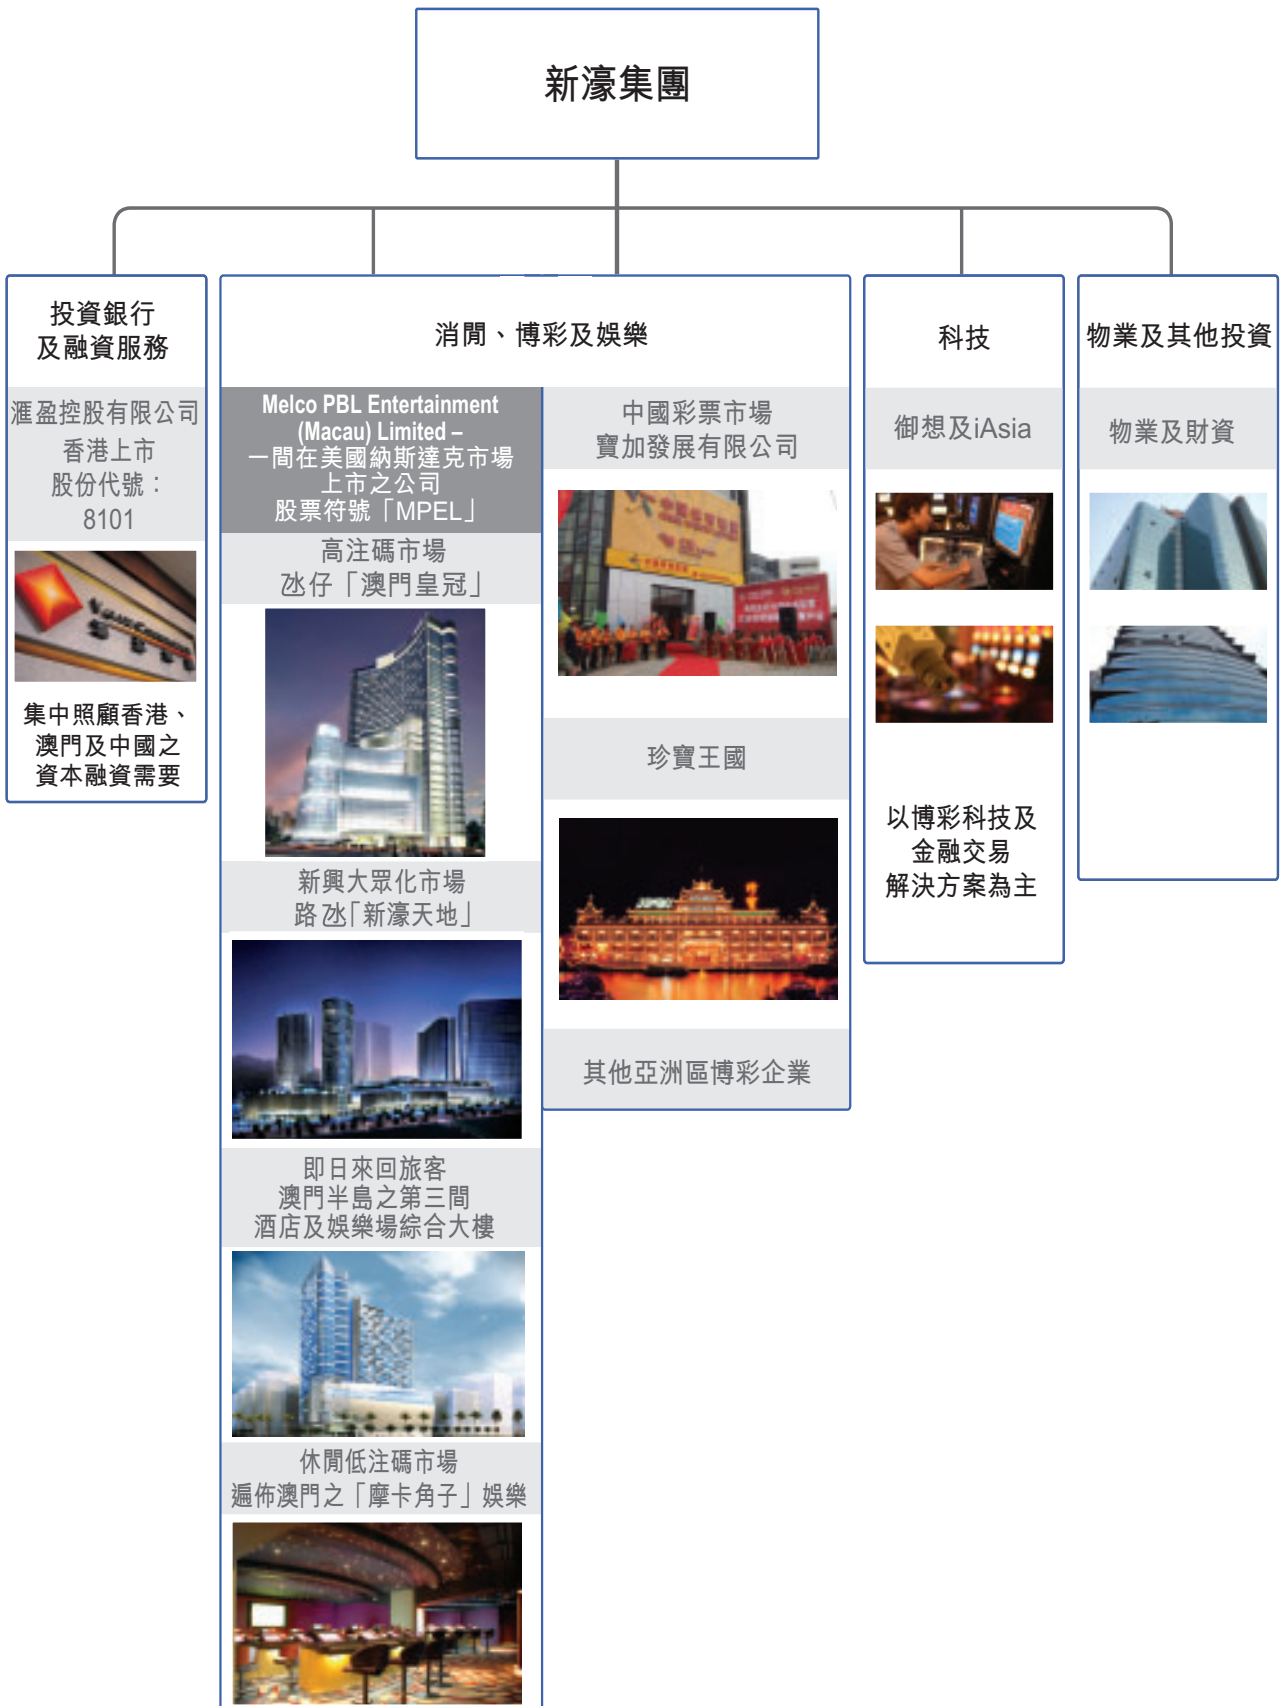 新濠集團
投資銀行
及融資服務
滙盈控股有限公司
香港上市
股份代號：
8101
集中照顧香港、
澳門及中國之
資本融資需要
消閒、博彩及娛樂
Melco PBL Entertainment
(Macau) Limited –
一間在美國納斯達克市場
上市之公司
股票符號「MPEL」
高注碼市場
氹仔「澳門皇冠」
新興大眾化市場
路氹「新濠天地」
即日來回旅客
澳門半島之第三間
酒店及娛樂場綜合大樓
休閒低注碼市場
遍佈澳門之「摩卡角子」娛樂
中國彩票市場
寶加發展有限公司
珍寶王國
其他亞洲區博彩企業
科技
御想及iAsia
以博彩科技及
金融交易
解決方案為主
物業及其他投資
物業及財資